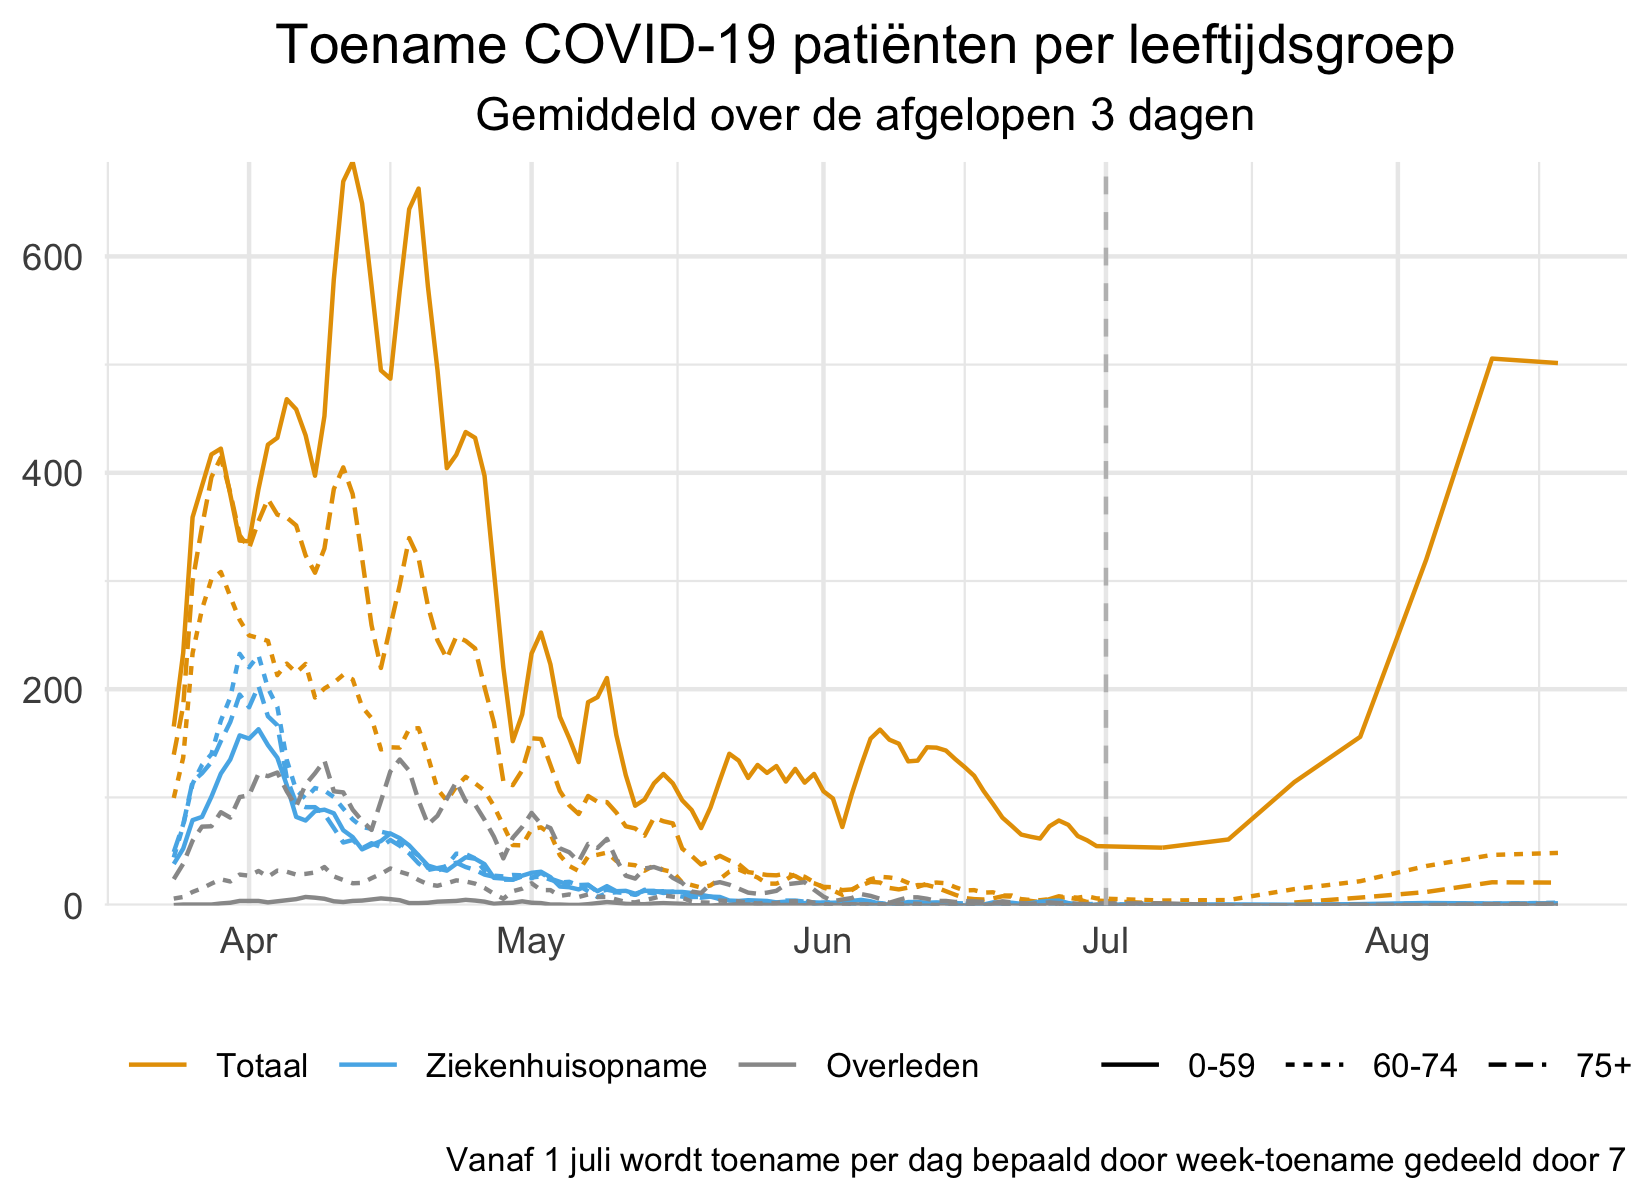 Toename COVID-19 patiënten per leeftijdsgroep
Gemiddeld over de afgelopen 3 dagen
600
400
200
0
Apr May Jun Jul Aug
Totaal Ziekenhuisopname Overleden 0-59 60-74 75+
Vanaf 1 juli wordt toename per dag bepaald door week-toename gedeeld door 7